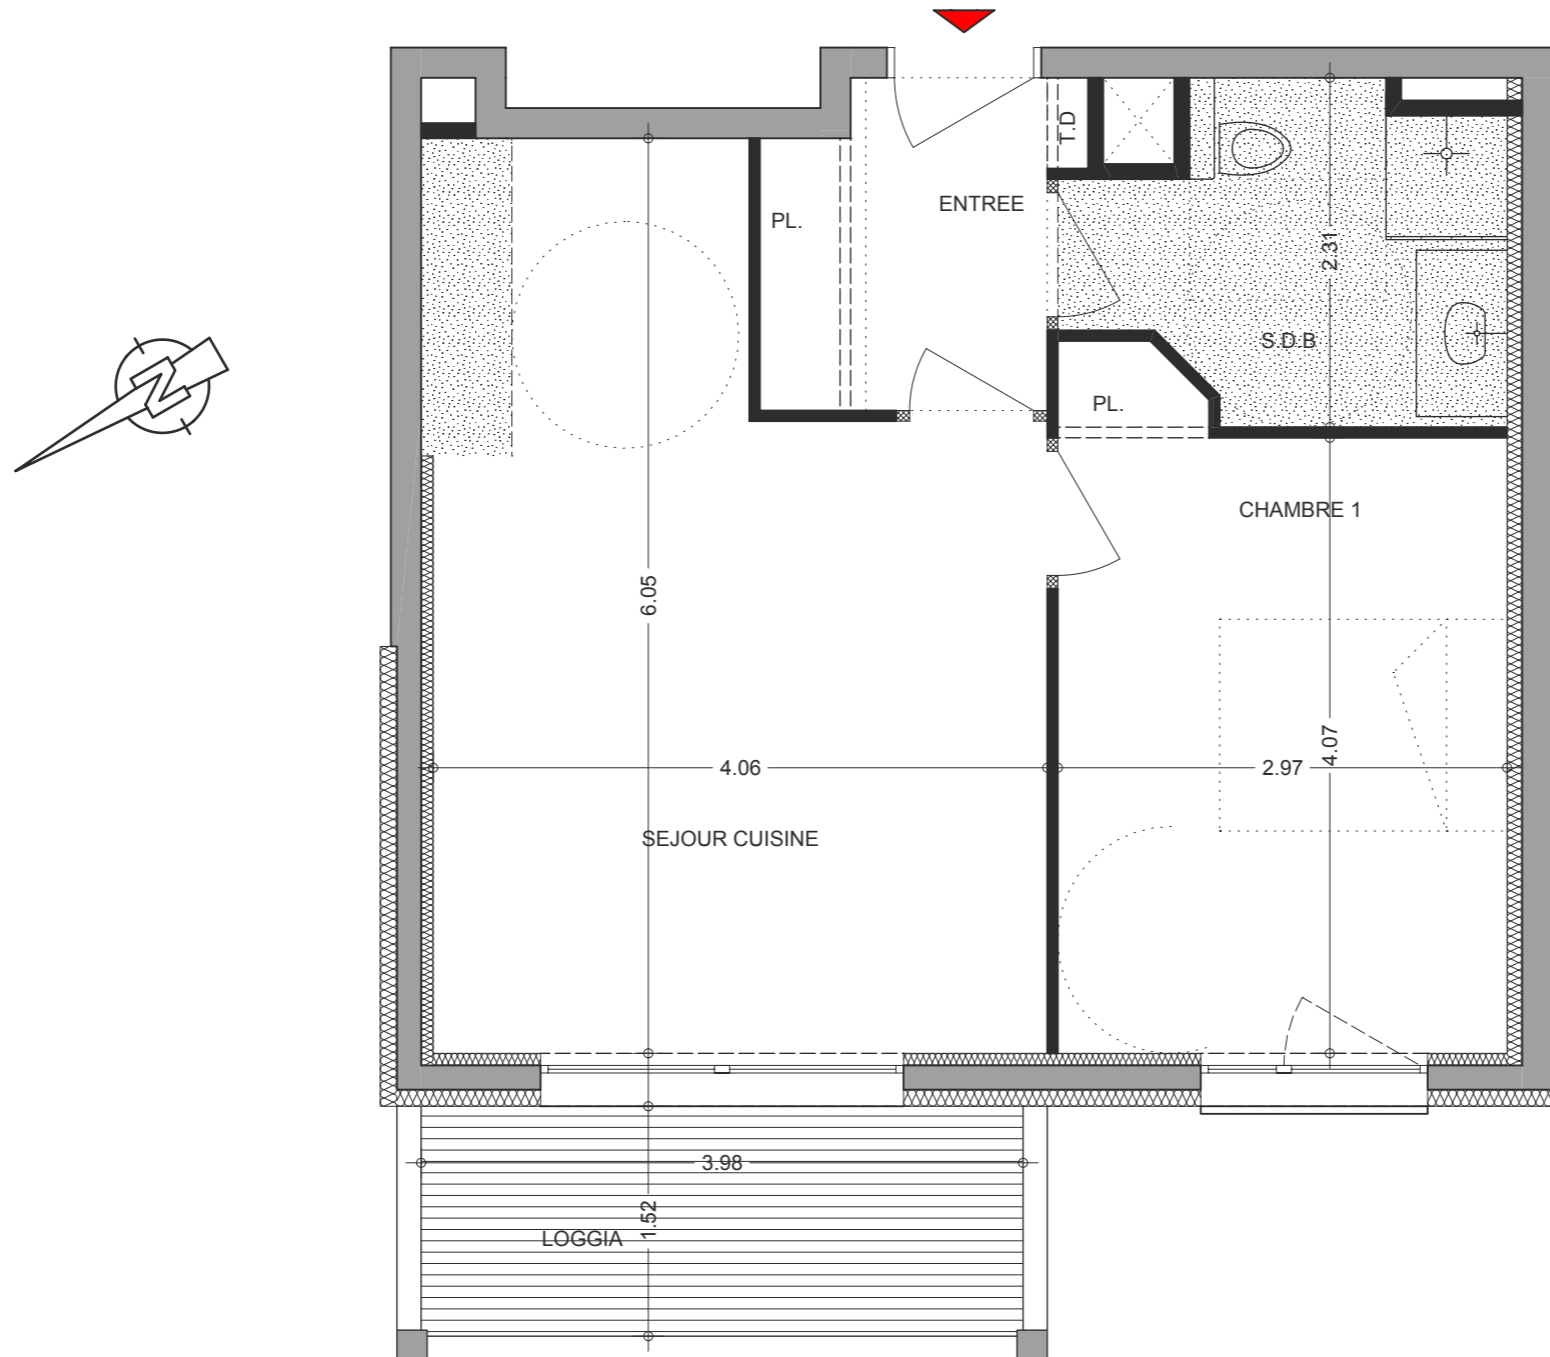 T.D
ENTREE
PL.
2.31
S.D.B
PL.
N
CHAMBRE 1
6.05
4.07
4.06
2.97
SEJOUR CUISINE
3.98
1.52
LOGGIA